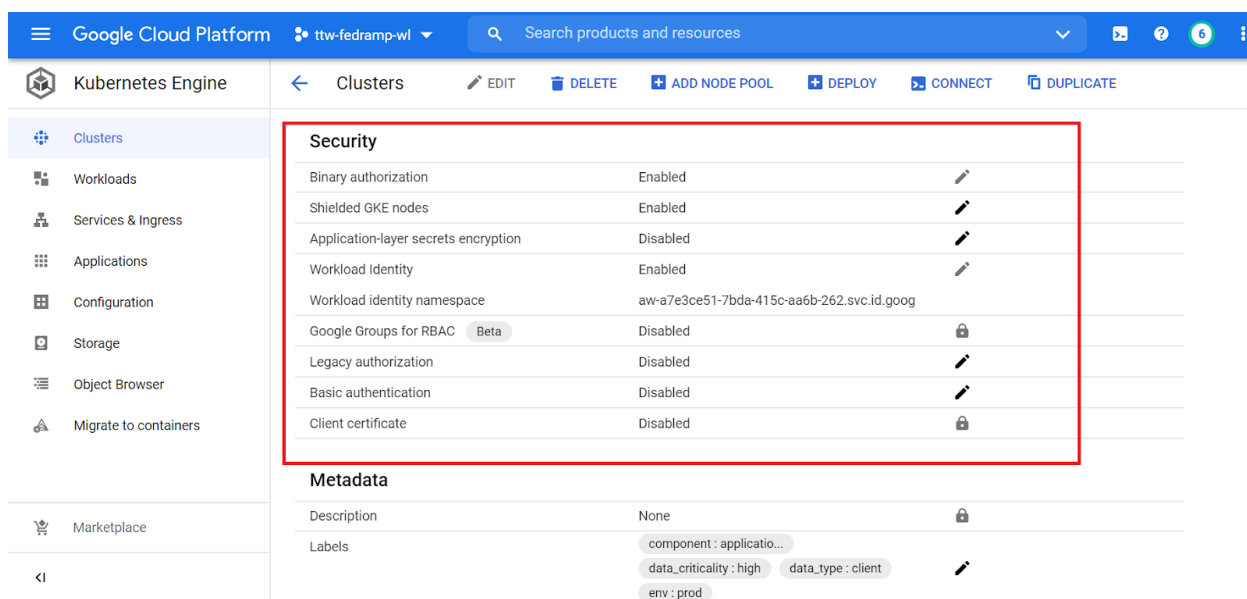 Google Cloud Platform ttw-fedramp-wl Search products and resources 6
Kubernetes Engine
Clusters EDIT DELETE ADD NODE POOL DEPLOY CONNECT DUPLICATE
Clusters
Workloads
Services & Ingress
Applications
Configuration
Storage
Object Browser
Migrate to containers
Marketplace
Security
Binary authorization Enabled
Shielded GKE nodes Enabled
Application-layer secrets encryption Disabled
Workload Identity Enabled
Workload identity namespace aw-a7e3ce51-7bda-415c-aa6b-262.svc.id.goog
Google Groups for RBAC Beta Disabled
Legacy authorization Disabled
Basic authentication Disabled
Client certificate Disabled
Metadata
Description None
Labels component : applicatio...
data_criticality : high data_type : client
env : prod